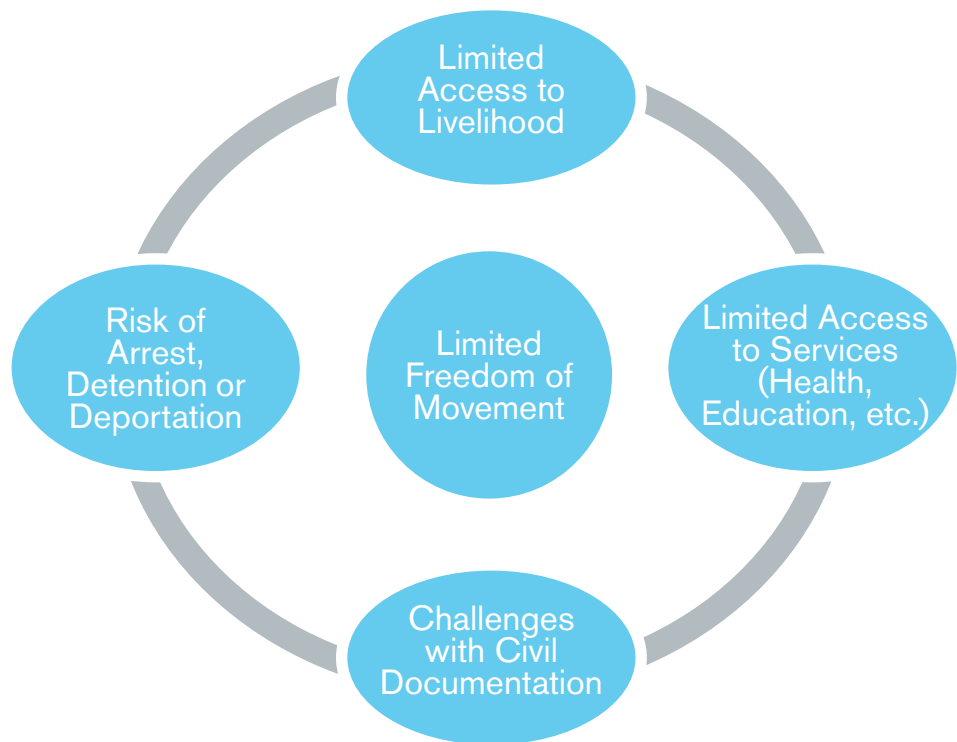 Limited
Access to
Livelihood
Risk of
Arrest,
Detention or
Deportation
Limited
Freedom of
Movement
Limited Access
to Services
(Health,
Education, etc.)
Challenges
with Civil
Documentation